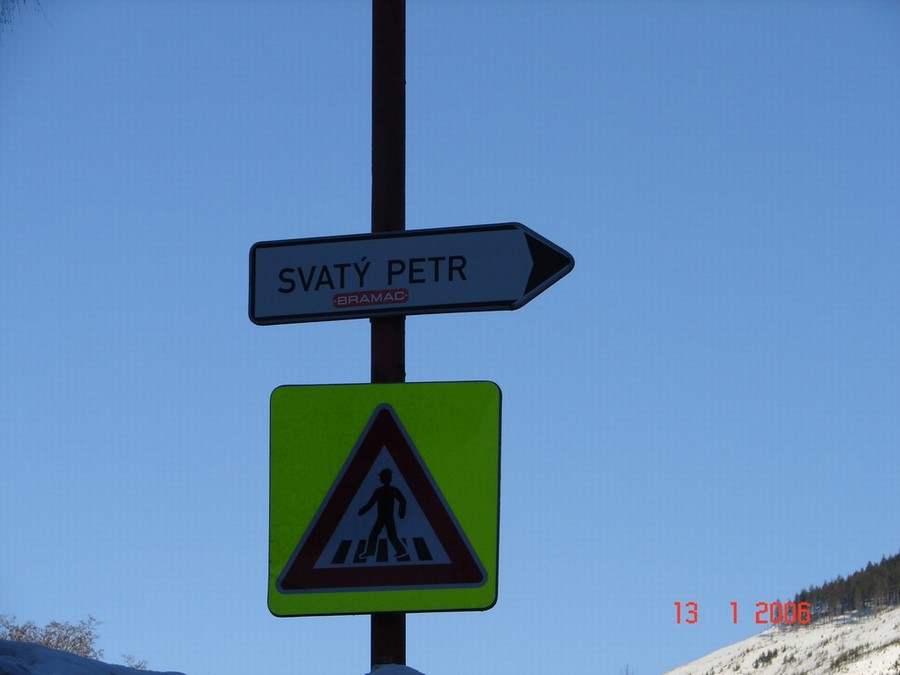 SVATÝ PETR
BRAMAC
13 1 2006